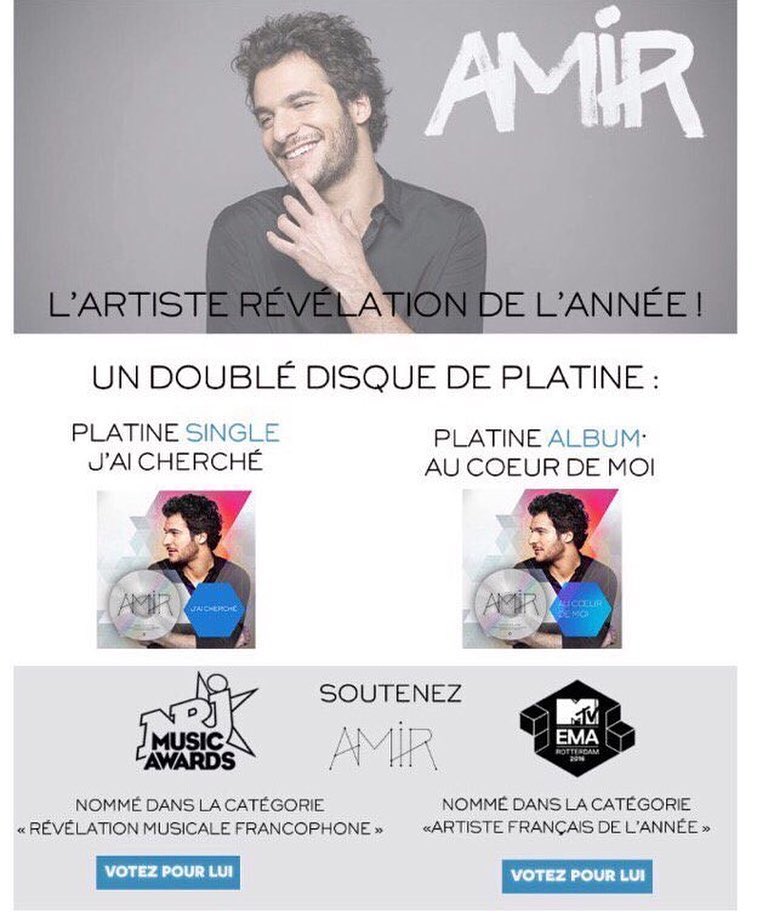 AMIR
L'ARTISTE RÉVÉLATION DE L'ANNÉE !
UN DOUBLÉ DISQUE DE PLATINE :
PLATINE SINGLE
J'AI CHERCHÉ
PLATINE ALBUM
AU COEUR DE MOI
AMIR
J'AI CHERCHÉ
AMIR
AU CŒUR
DE MOI
NRJ
MUSIC
AWARDS
SOUTENEZ
AMIR
MTV
EMA
ROTTERDAM
2016
NOMMÉ DANS LA CATÉGORIE
« RÉVÉLATION MUSICALE FRANCOPHONE »
VOTEZ POUR LUI
NOMMÉ DANS LA CATÉGORIE
«ARTISTE FRANÇAIS DE L'ANNÉE »
VOTEZ POUR LUI